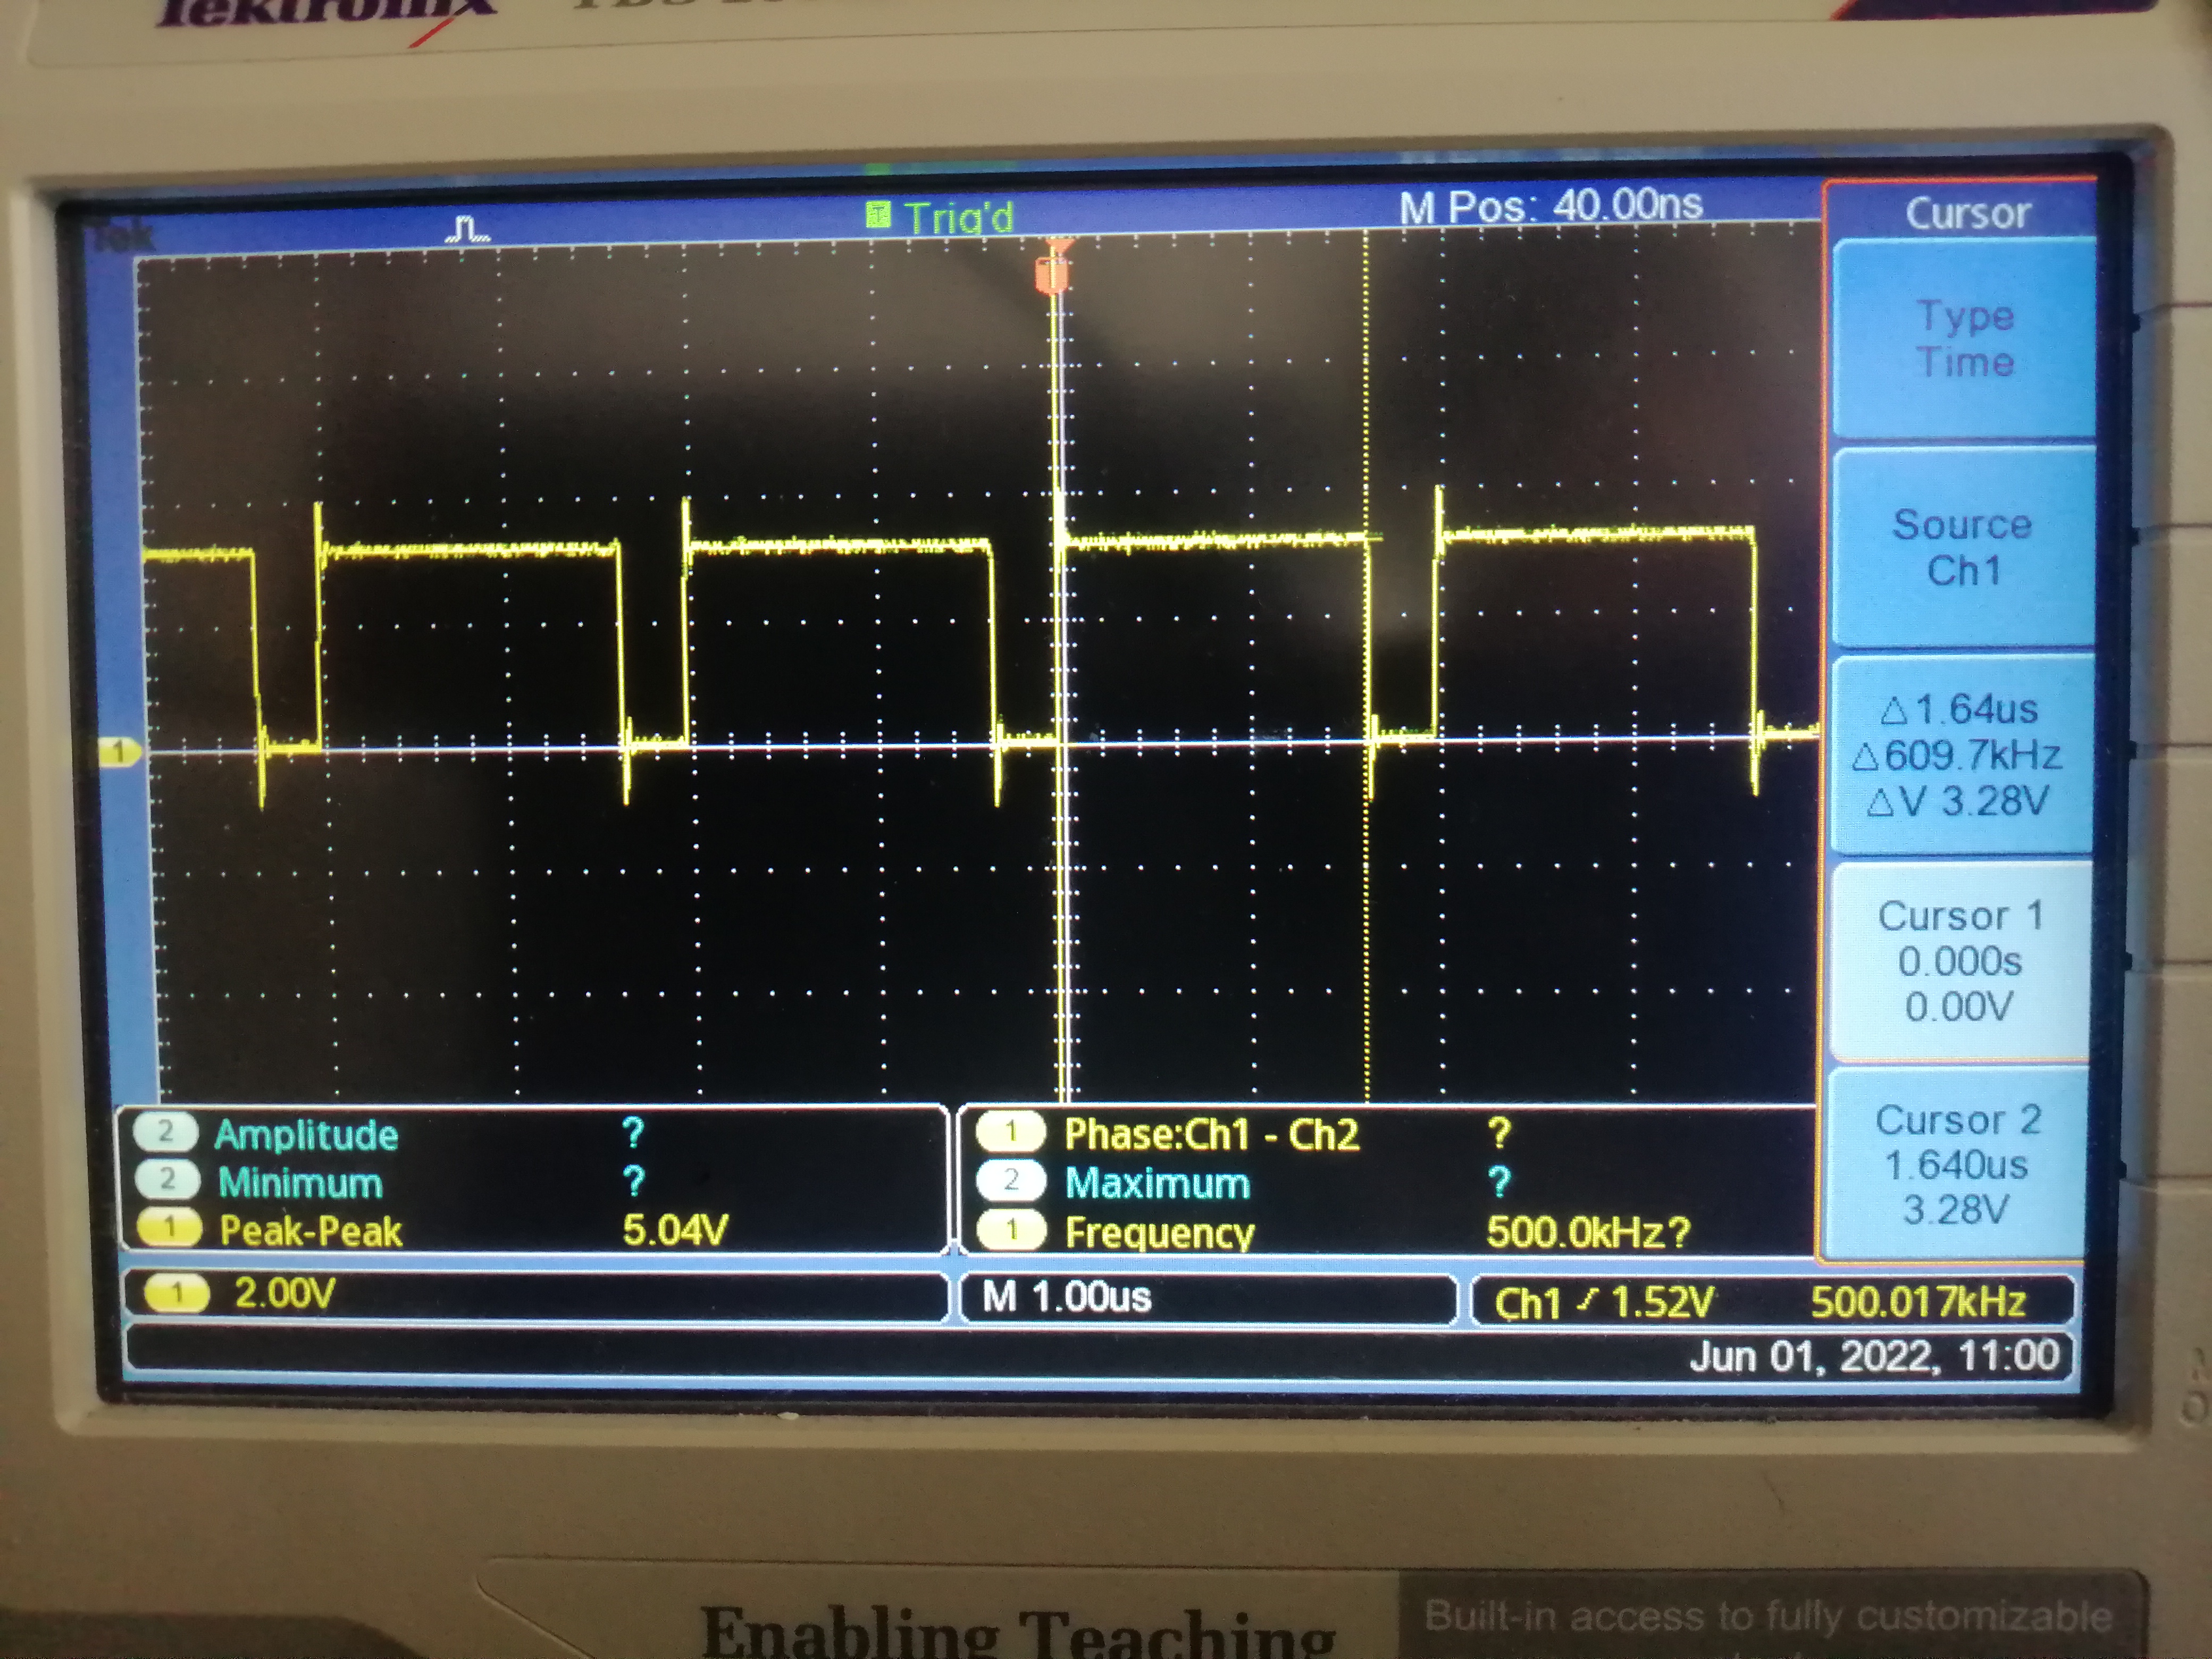 Tektronix
Tek
Trig'd
M Pos: 40.00ns
Cursor
Type
Time
Source
Ch1
△1.64us
△609.7kHz
△V 3.28V
Cursor 1
0.000s
0.00V
Cursor 2
1.640us
3.28V
1
2 Amplitude ?
2 Minimum ?
1 Peak-Peak 5.04V
1 Phase:Ch1 - Ch2 ?
2 Maximum ?
1 Frequency 500.0kHz?
1 2.00V
M 1.00us
Ch1 1.52V 500.017kHz
Jun 01, 2022, 11:00
Enabling Teaching
Built-in access to fully customizable